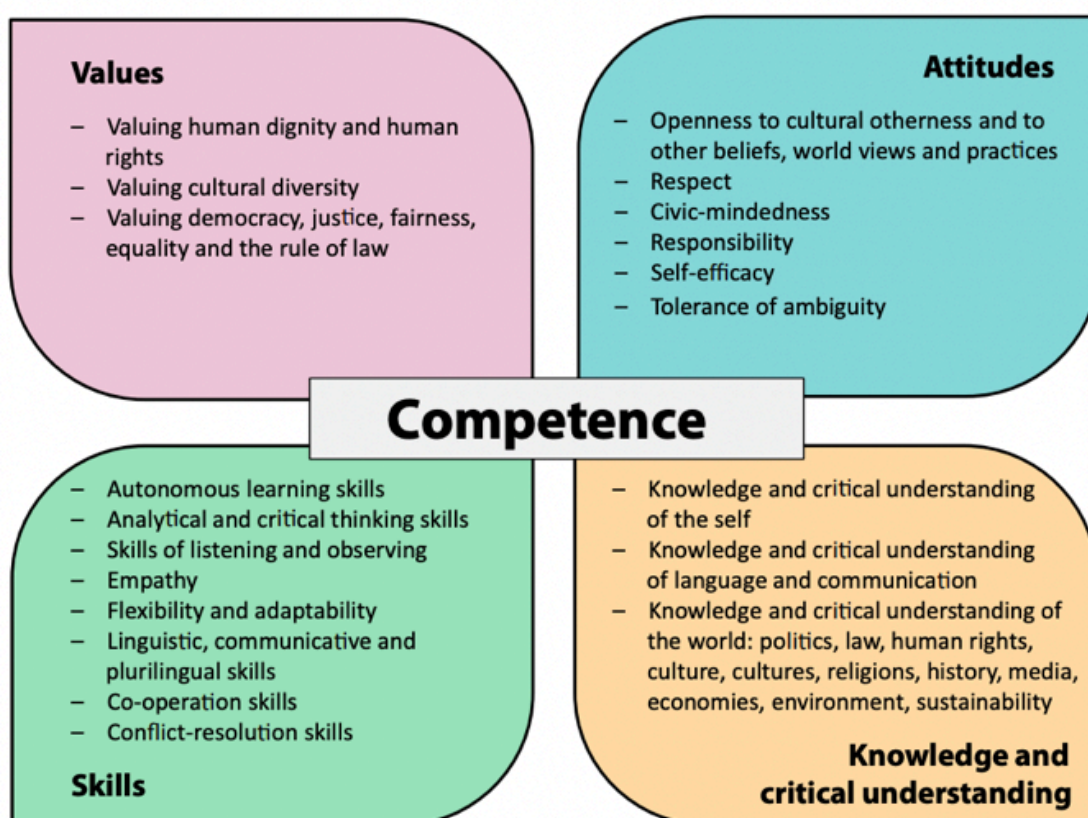 Values
– Valuing human dignity and human
rights
– Valuing cultural diversity
– Valuing democracy, justice, fairness,
equality and the rule of law
Attitudes
– Openness to cultural otherness and to
other beliefs, world views and practices
– Respect
– Civic-mindedness
– Responsibility
– Self-efficacy
– Tolerance of ambiguity
Competence
– Autonomous learning skills
– Analytical and critical thinking skills
– Skills of listening and observing
– Empathy
– Flexibility and adaptability
– Linguistic, communicative and
plurilingual skills
– Co-operation skills
– Conflict-resolution skills
Skills
– Knowledge and critical understanding
of the self
– Knowledge and critical understanding
of language and communication
– Knowledge and critical understanding of
the world: politics, law, human rights,
culture, cultures, religions, history, media,
economies, environment, sustainability
Knowledge and
critical understanding